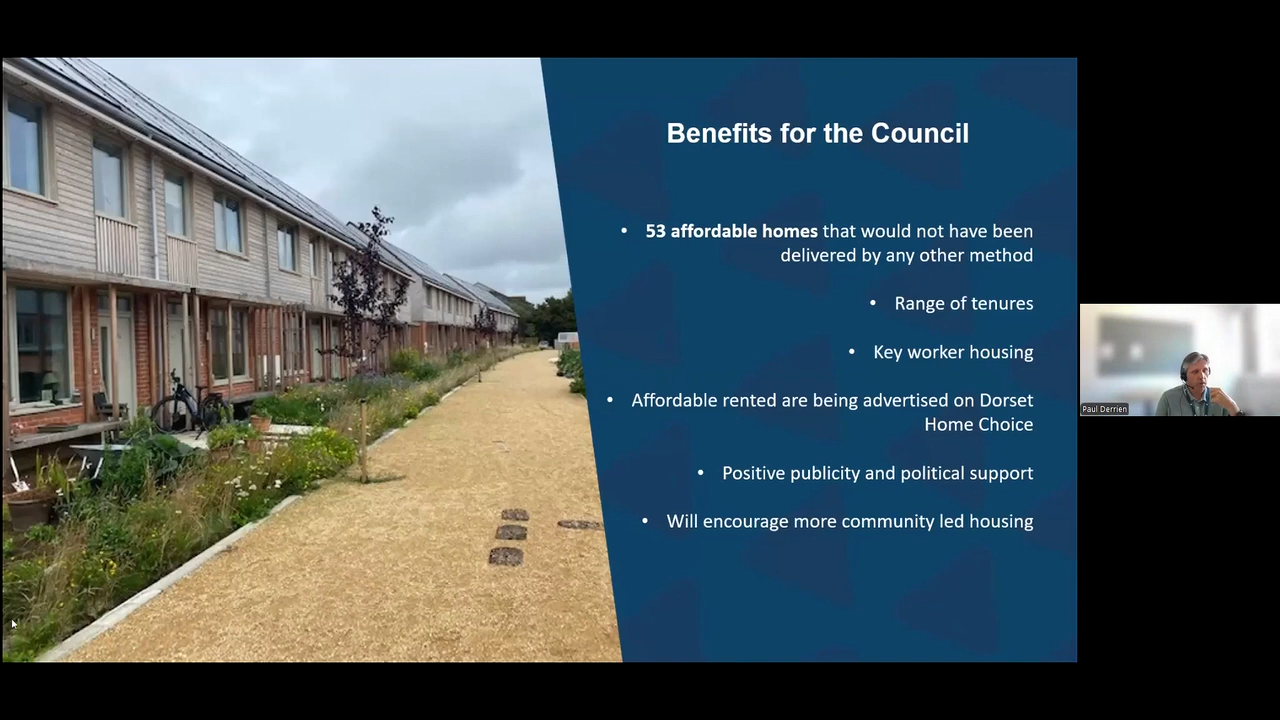 Benefits for the Council
• 53 affordable homes that would not have been
delivered by any other method
• Range of tenures
• Key worker housing
• Affordable rented are being advertised on Dorset
Home Choice
• Positive publicity and political support
• Will encourage more community led housing
Paul Derrien